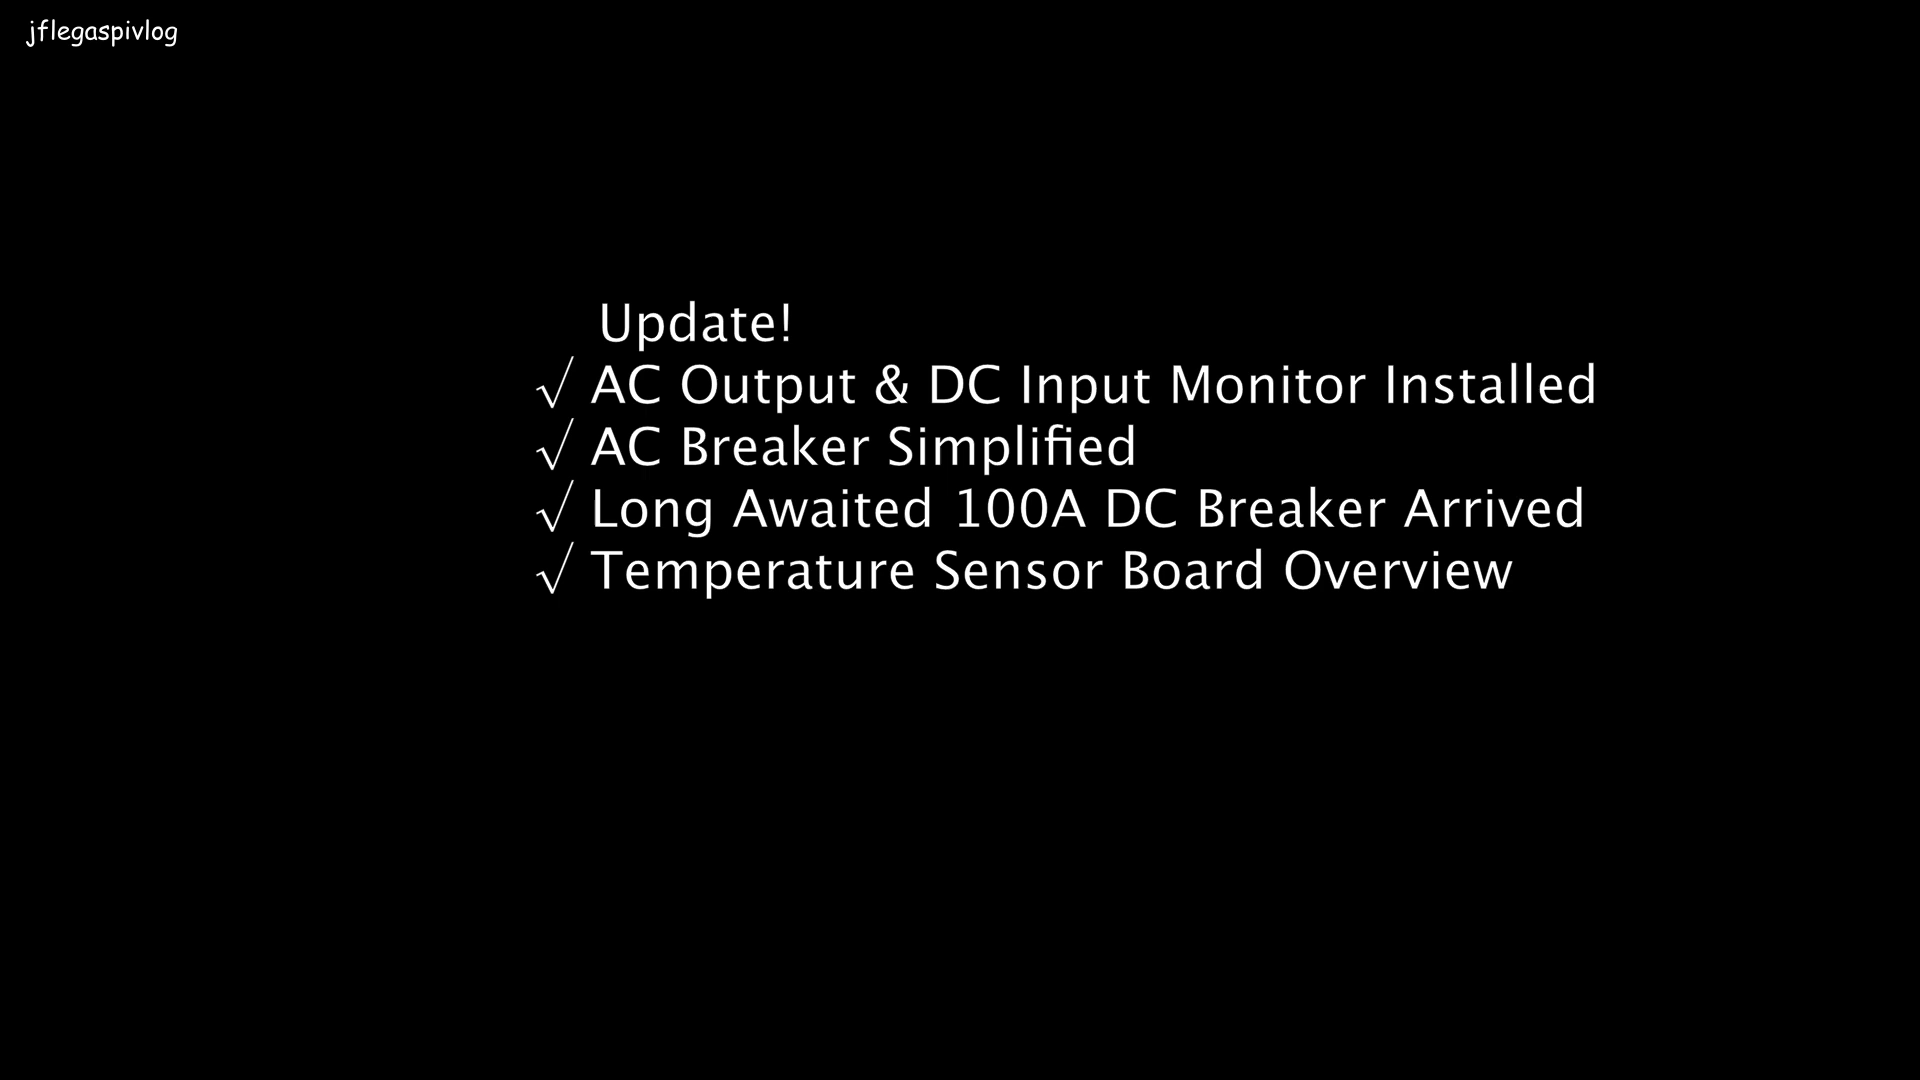 jflegaspivlog
Update!
√ AC Output & DC Input Monitor Installed
√ AC Breaker Simplified
√ Long Awaited 100A DC Breaker Arrived
√ Temperature Sensor Board Overview